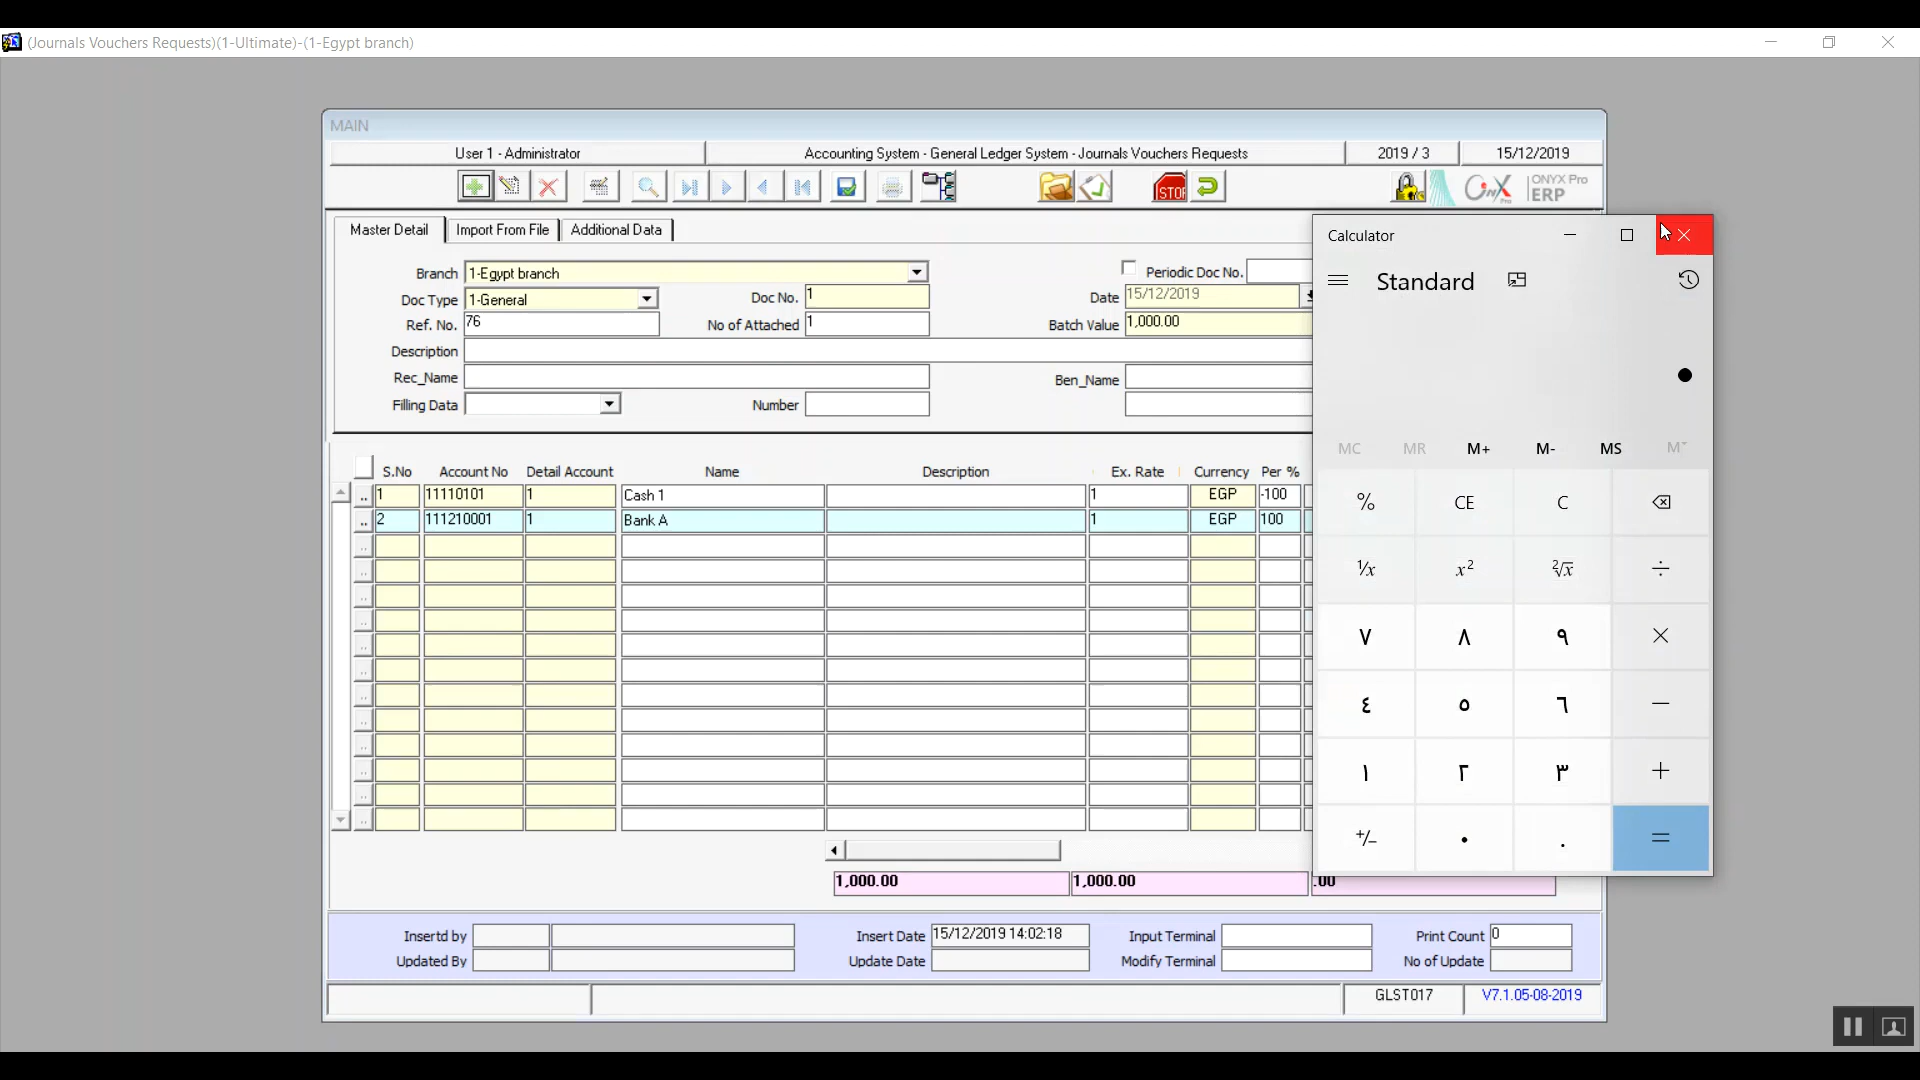 (Journals Vouchers Requests)(1-Ultimate)-(1-Egypt branch)
MAIN
User 1 - Administrator
Accounting System - General Ledger System - Journals Vouchers Requests
2019 / 3
15/12/2019
STOP
OnX Pro
ONYX Pro
ERP
Master Detail
Import From File
Additional Data
Branch 1-Egypt branch
Periodic Doc No.
Doc Type 1-General
Doc No. 1
Date 15/12/2019
Ref. No. 76
No of Attached 1
Batch Value 1,000.00
Description
Rec_Name
Ben_Name
Filling Data
Number
S.No Account No Detail Account Name Description Ex. Rate Currency Per %
.. 1 11110101 1 Cash 1 1 EGP -100
.. 2 111210001 1 Bank A 1 EGP 100
1,000.00 1,000.00 .00
Insertd by
Insert Date 15/12/2019 14:02:18
Input Terminal
Print Count 0
Updated By
Update Date
Modify Terminal
No of Update
GLST017
V7.1.05-08-2019
Calculator
Standard
٠
MC MR M+ M- MS M˅
% CE C
¹/x x² ²√x ÷
٧ ٨ ٩ ×
٤ ٥ ٦ −
١ ٢ ٣ +
+/− ٠ . =